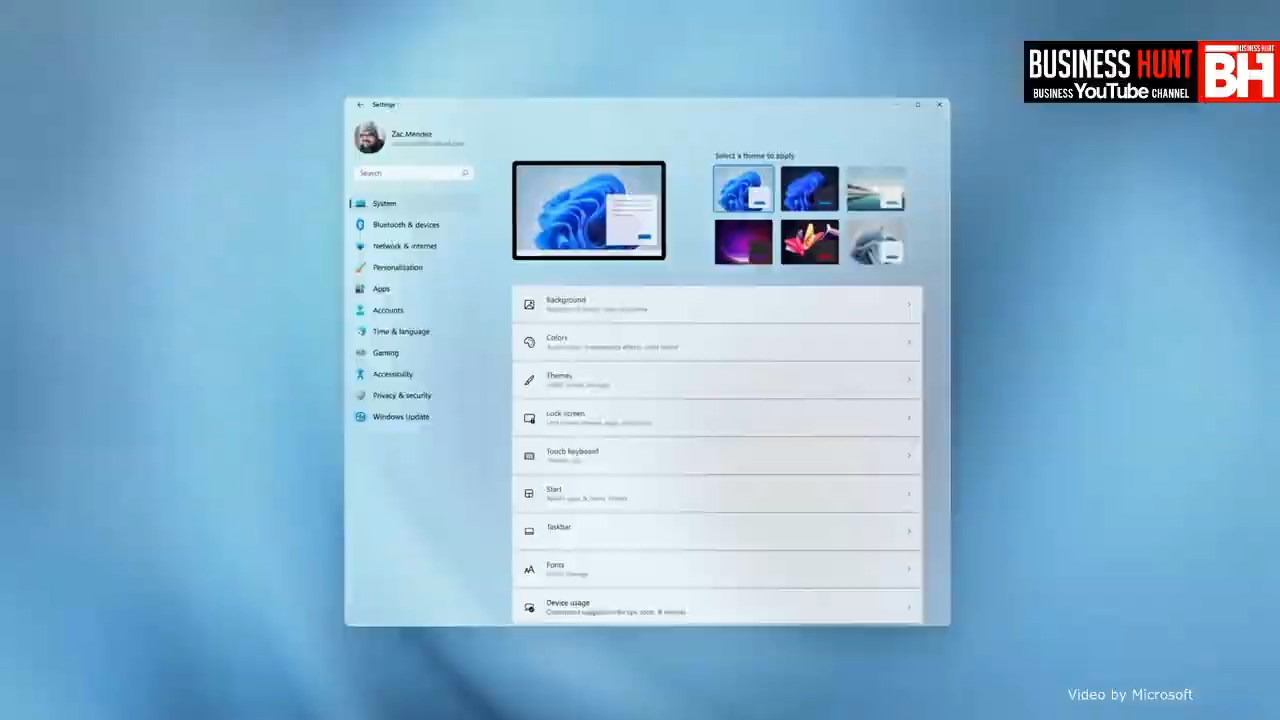 BUSINESS HUNT
BUSINESS YouTube CHANNEL
BUSINESS HUNT
BH
Settings
Zac Mendez
Search
System
Bluetooth & devices
Network & internet
Personalization
Apps
Accounts
Time & language
Gaming
Accessibility
Privacy & security
Windows Update
Select a theme to apply
Background
Colors
Themes
Lock screen
Touch keyboard
Start
Taskbar
Fonts
Device usage
Video by Microsoft